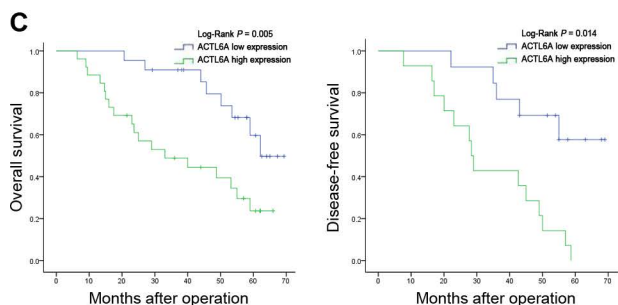 C
Log-Rank P = 0.005
ACTL6A low expression
ACTL6A high expression
Overall survival
1.0
0.8
0.6
0.4
0.2
0.0
0 10 20 30 40 50 60 70
Months after operation
Log-Rank P = 0.014
ACTL6A low expression
ACTL6A high expression
Disease-free survival
1.0
0.8
0.6
0.4
0.2
0.0
0 10 20 30 40 50 60 70
Months after operation